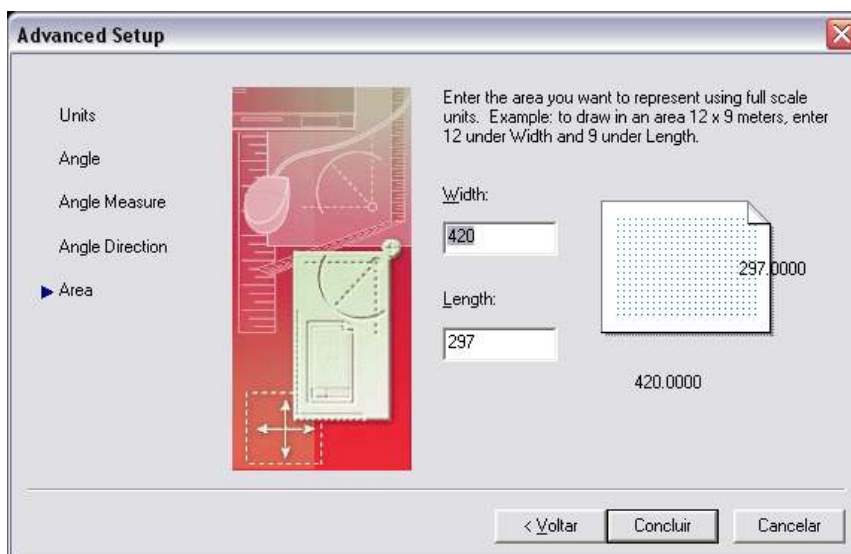 Advanced Setup
Units
Angle
Angle Measure
Angle Direction
Area
Enter the area you want to represent using full scale
units. Example: to draw in an area 12 x 9 meters, enter
12 under Width and 9 under Length.
Width:
420
Length:
297
297.0000
420.0000
< Voltar
Concluir
Cancelar